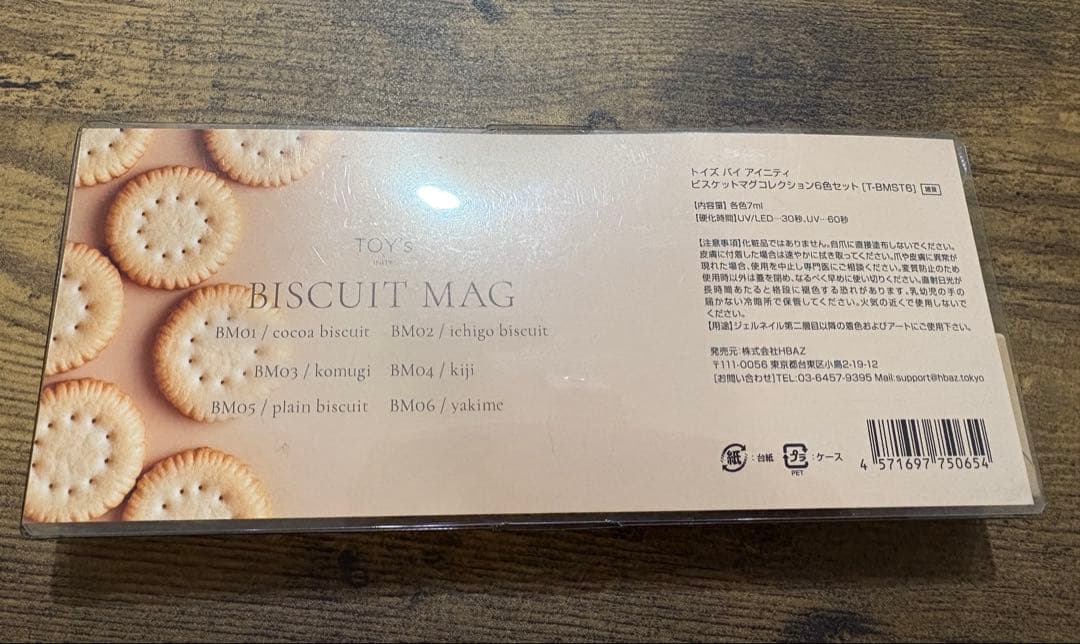 TOY's
INITY
BISCUIT MAG
BM01 / cocoa biscuit BM02 / ichigo biscuit
BM03 / komugi BM04 / kiji
BM05 / plain biscuit BM06 / yakime
トイズ バイ アイニティ
ビスケットマグコレクション6色セット [T-BMST6] 雑貨
【内容量】各色7ml
【硬化時間】UV/LED…30秒、UV…60秒
【注意事項】化粧品ではありません。自爪に直接塗布しないでください。
皮膚に付着した場合は速やかに拭き取ってください。爪や皮膚に異常が
現れた場合、使用を中止し専門医にご相談ください。変質防止のため
使用時以外は蓋を閉め、なるべく早めに使い切りください。直射日光が
長時間あたると格段に褪色する恐れがあります。乳幼児の手の
届かない冷暗所で保管してください。火気の近くで使用しないで
ください。
【用途】ジェルネイル第二層目以降の着色およびアートにご使用下さい。
発売元：株式会社HBAZ
〒111-0056 東京都台東区小島2-19-12
[お問い合わせ]TEL:03-6457-9395 Mail:support@hbaz.tokyo
紙：台紙 プラ：ケース
PET
4 571697 750654